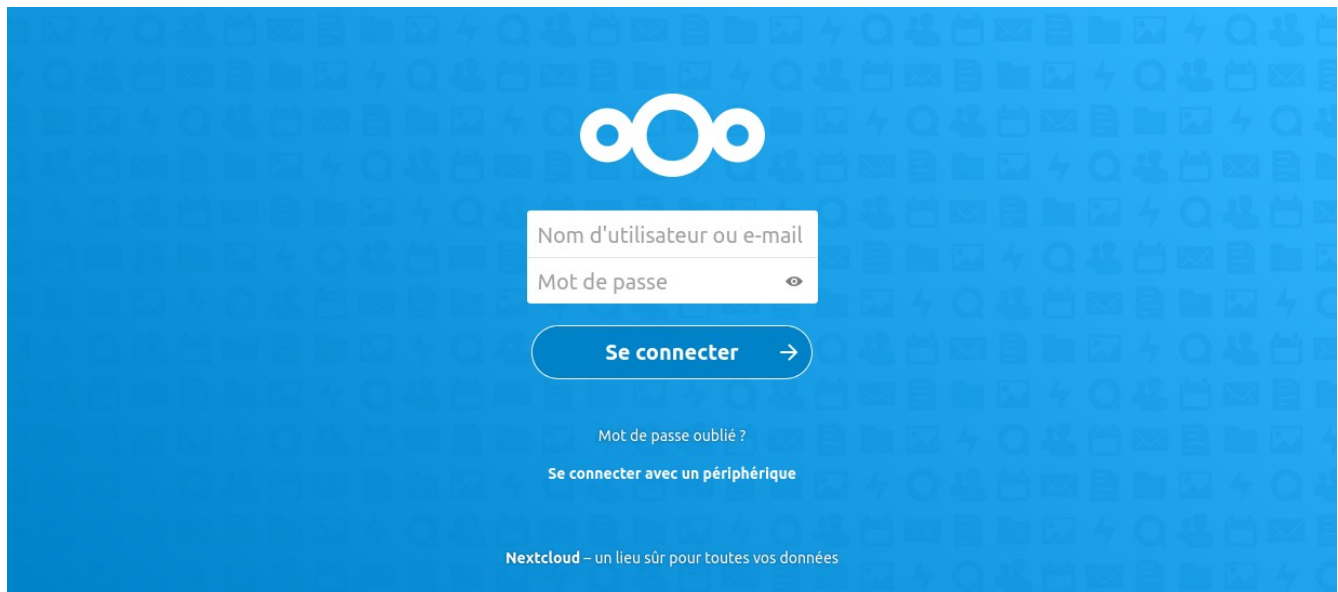 Nom d'utilisateur ou e-mail
Mot de passe
Se connecter
Mot de passe oublié ?
Se connecter avec un périphérique
Nextcloud – un lieu sûr pour toutes vos données